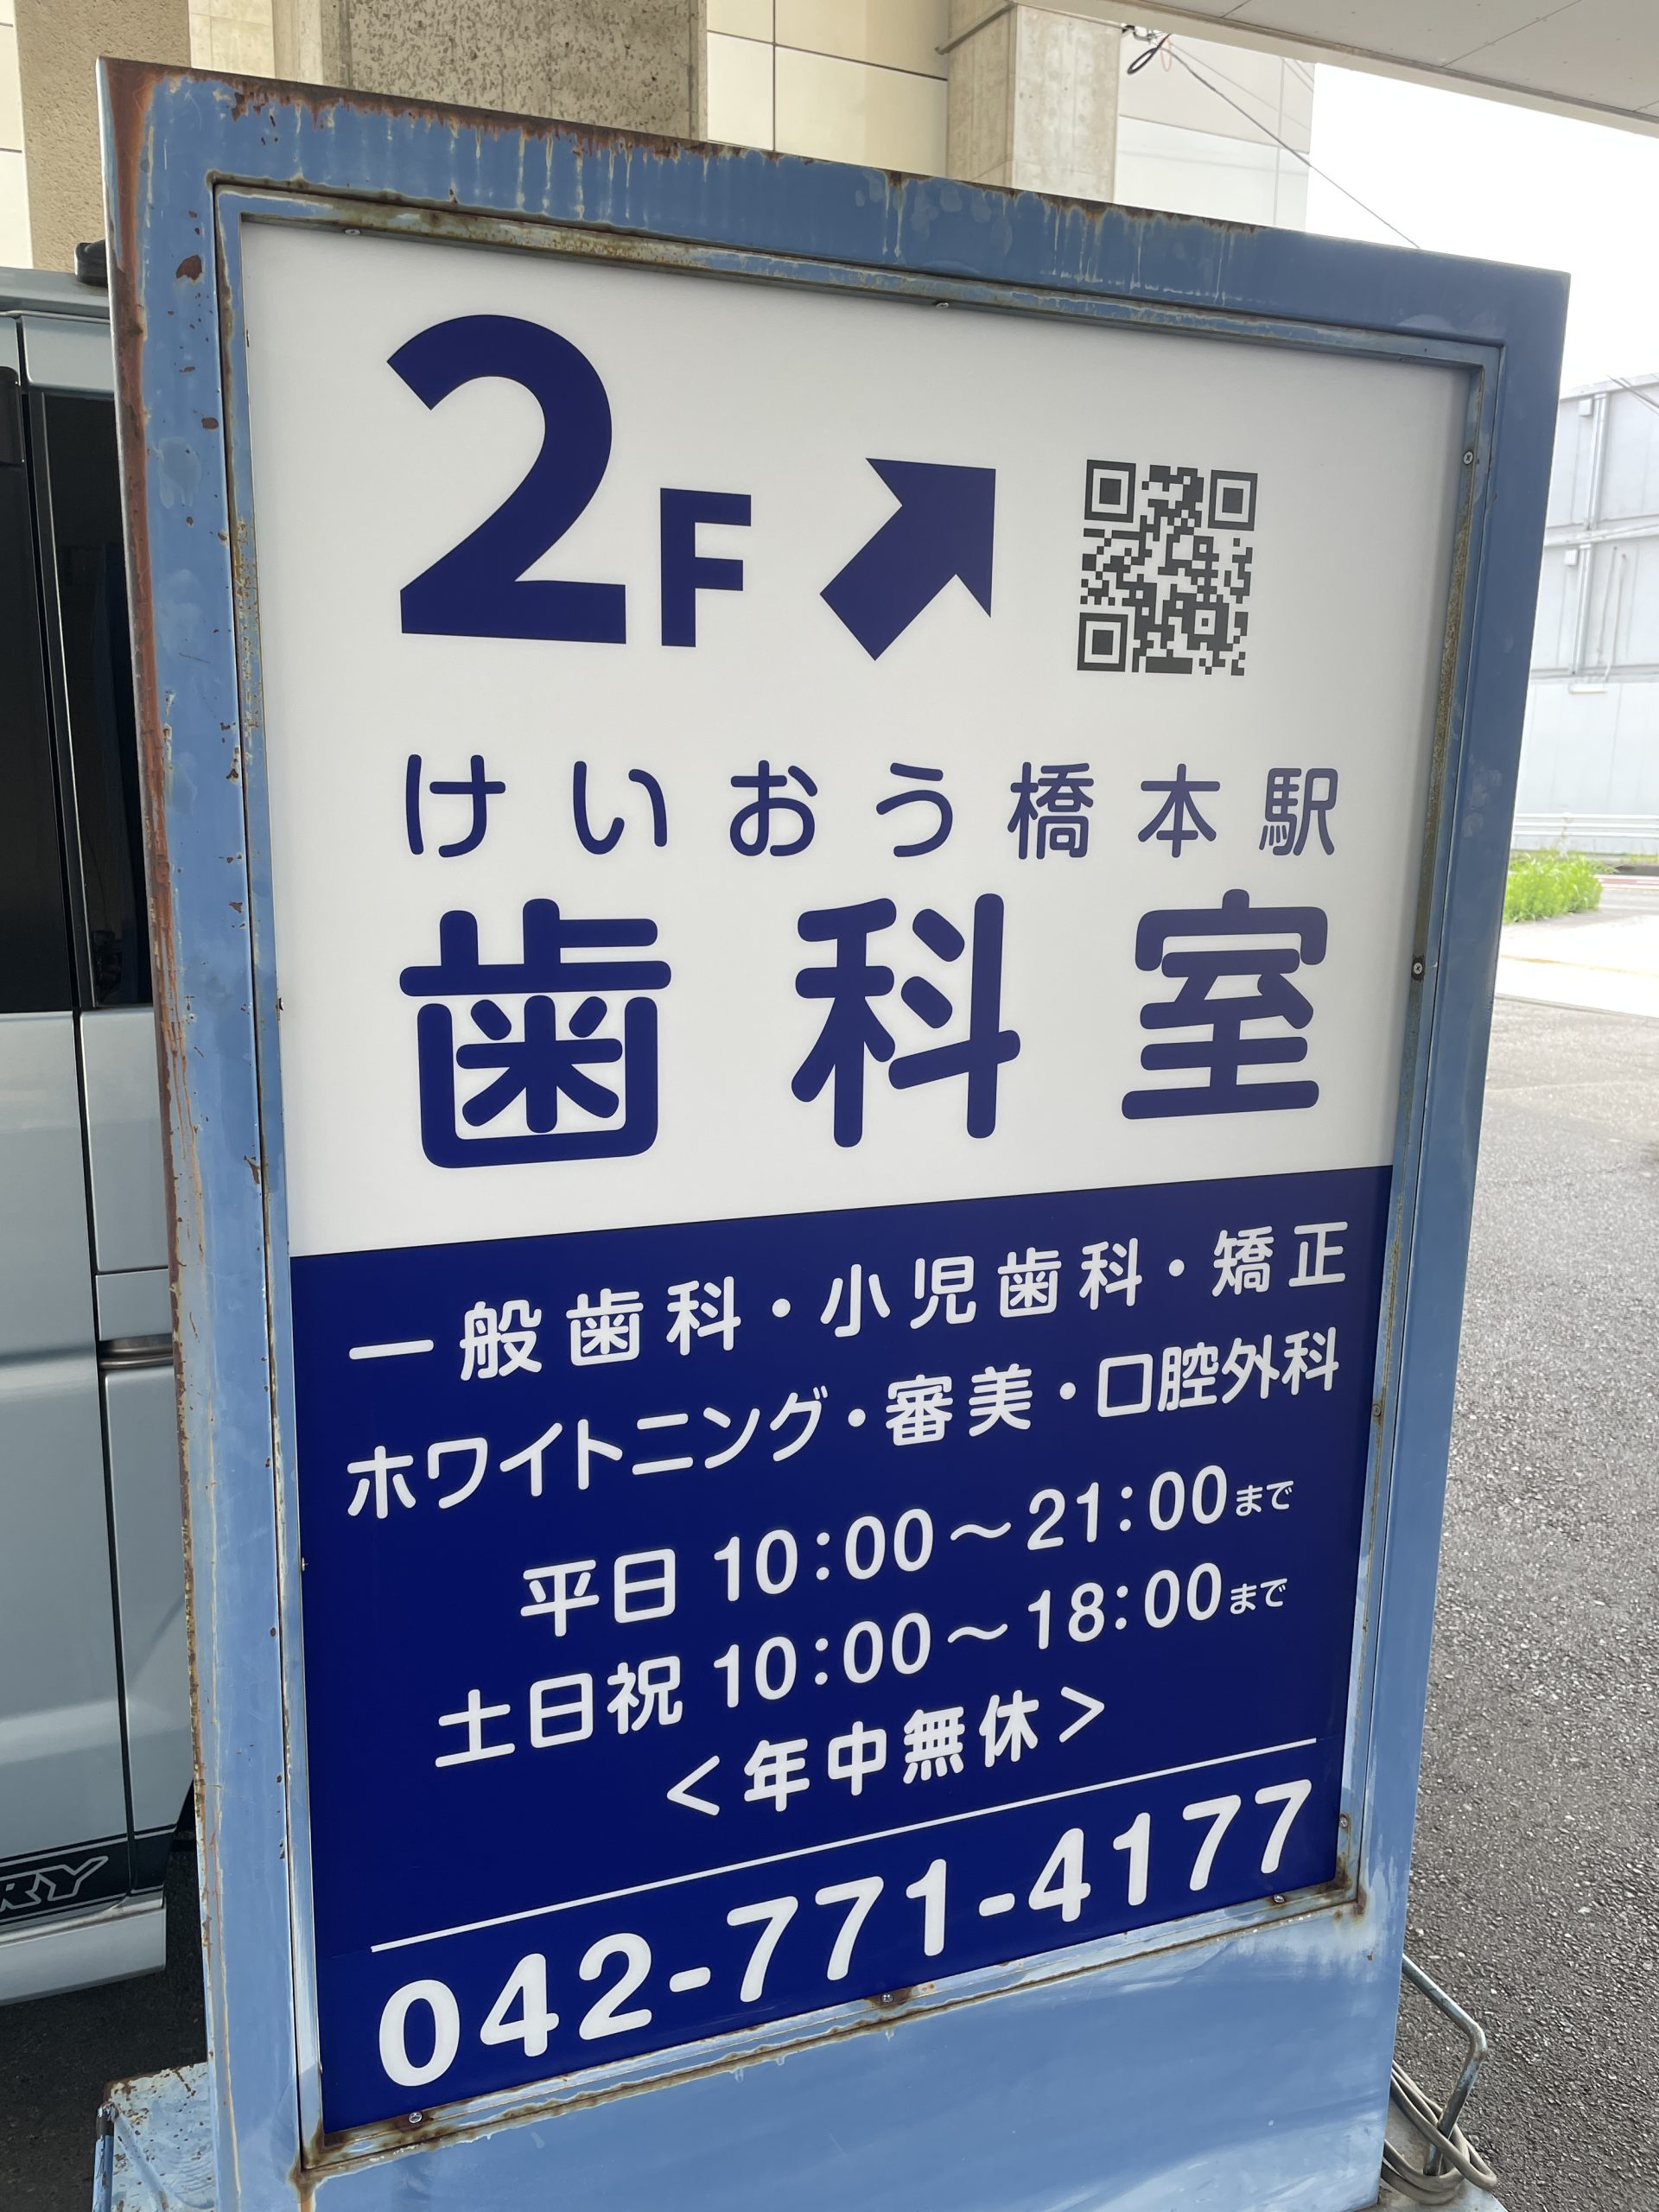 2F
けいおう橋本駅
歯科室
一般歯科・小児歯科・矯正
ホワイトニング・審美・口腔外科
平日 10:00～21:00まで
土日祝 10:00～18:00まで
＜年中無休＞
042-771-4177
RY